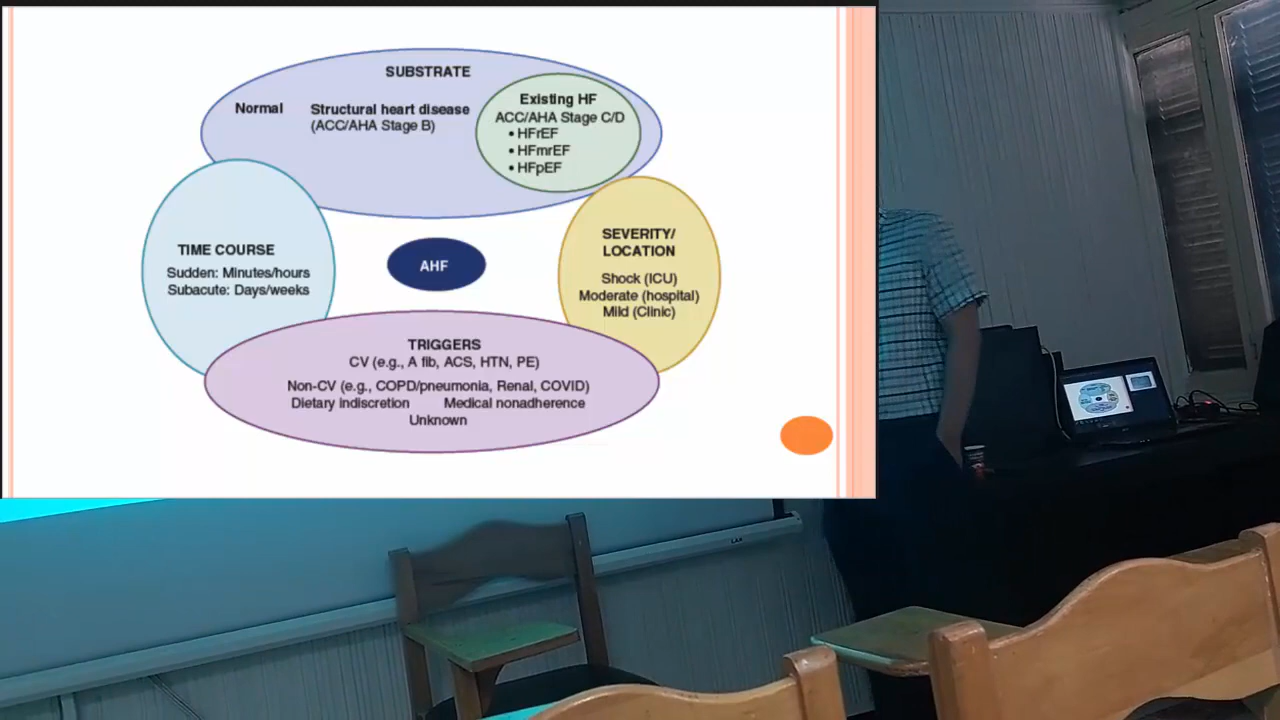 SUBSTRATE
Normal
Structural heart disease
(ACC/AHA Stage B)
Existing HF
ACC/AHA Stage C/D
• HFrEF
• HFmrEF
• HFpEF
TIME COURSE
Sudden: Minutes/hours
Subacute: Days/weeks
AHF
SEVERITY/
LOCATION
Shock (ICU)
Moderate (hospital)
Mild (Clinic)
TRIGGERS
CV (e.g., A fib, ACS, HTN, PE)
Non-CV (e.g., COPD/pneumonia, Renal, COVID)
Dietary indiscretion Medical nonadherence
Unknown